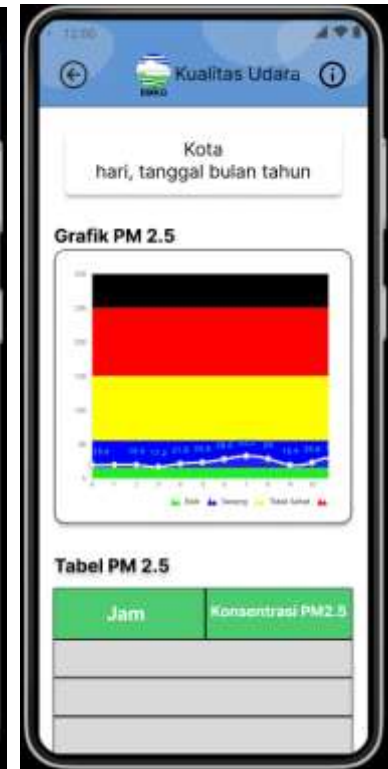 12:00
Kualitas Udara
BMKG
Kota
hari, tanggal bulan tahun
Grafik PM 2.5
Baik Sedang Tidak Sehat
Tabel PM 2.5
Jam Konsentrasi PM2.5